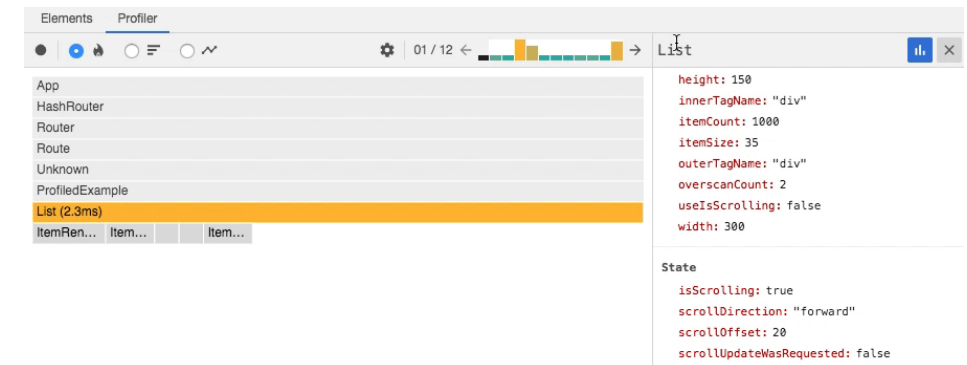 Elements Profiler
01 / 12
List
App
HashRouter
Router
Route
Unknown
ProfiledExample
List (2.3ms)
ItemRen... Item... Item...
height: 150
innerTagName: "div"
itemCount: 1000
itemSize: 35
outerTagName: "div"
overscanCount: 2
useIsScrolling: false
width: 300
State
isScrolling: true
scrollDirection: "forward"
scrollOffset: 20
scrollUpdateWasRequested: false